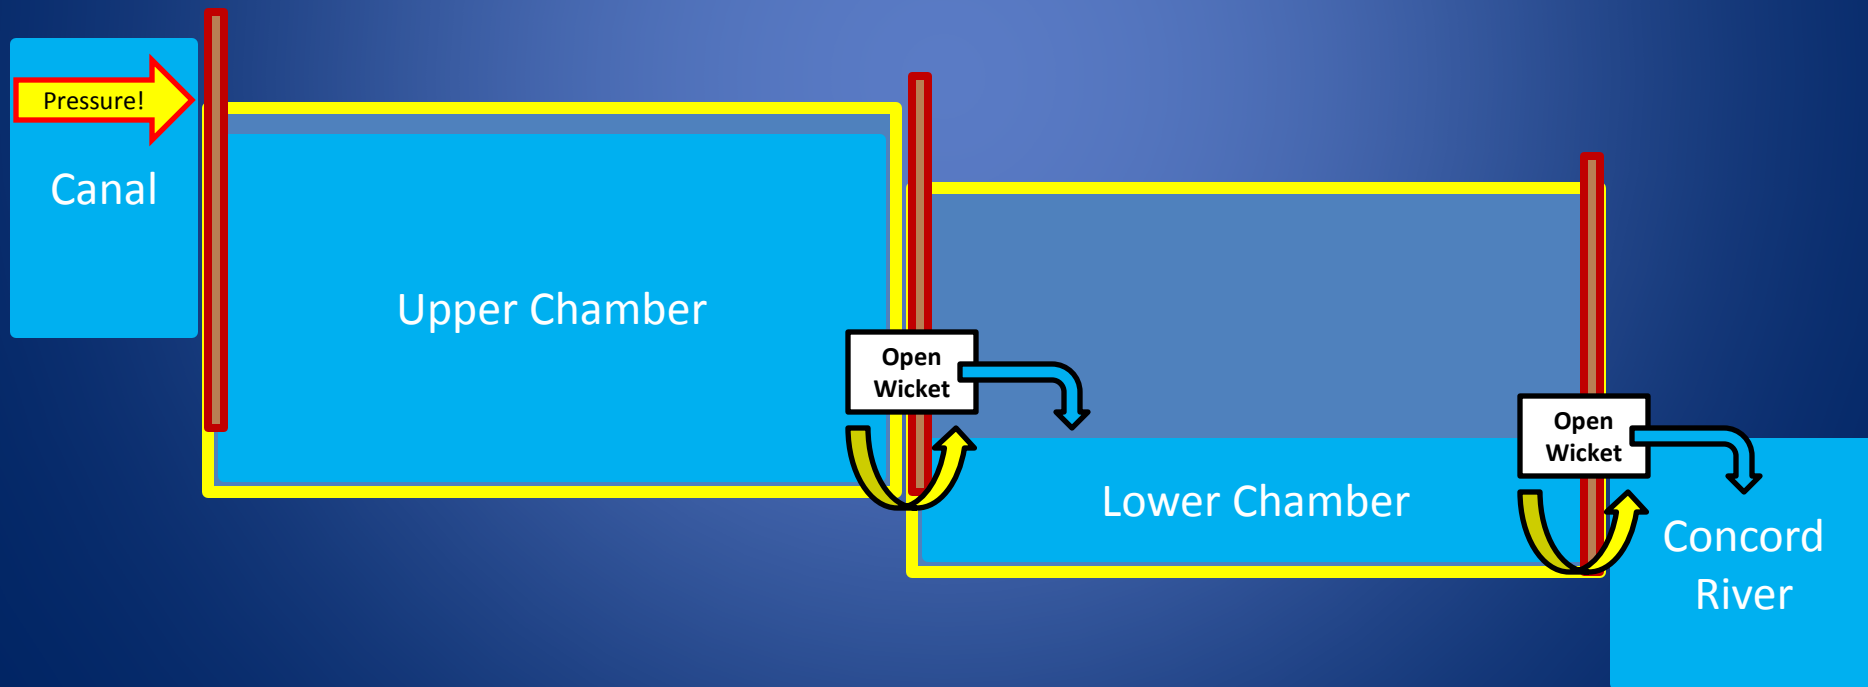 Pressure!
Canal
Upper Chamber
Open
Wicket
Lower Chamber
Open
Wicket
Concord
River